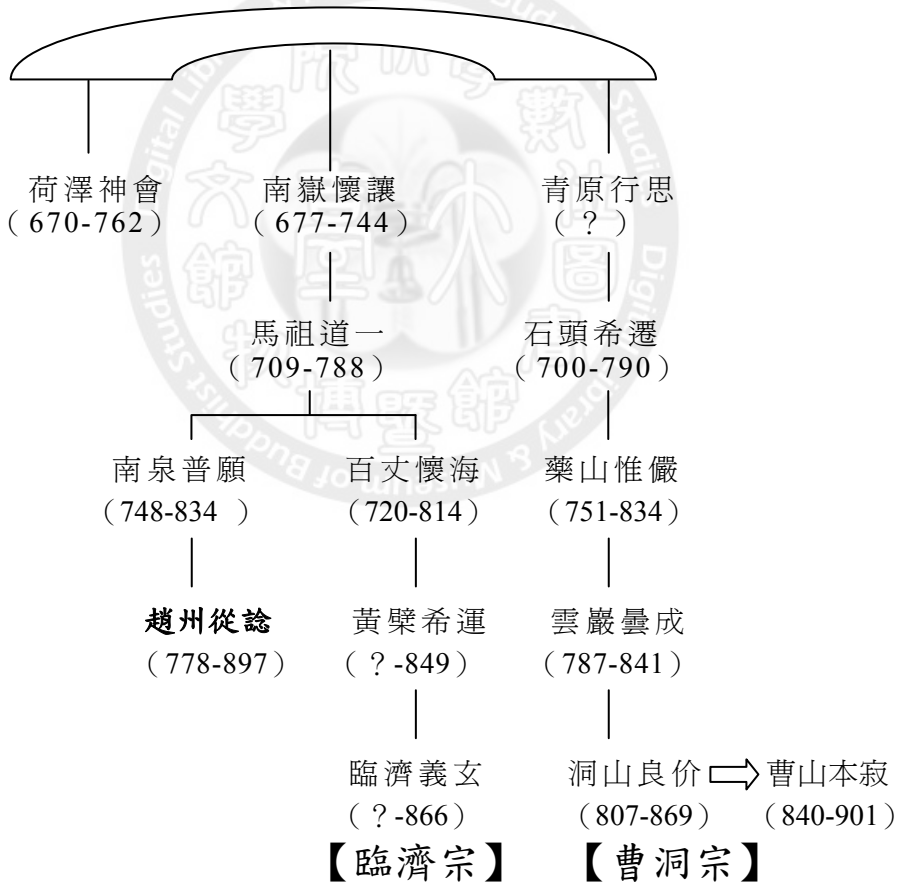 荷澤神會 南嶽懷讓 青原行思
（670-762） （677-744） （？）
馬祖道一 石頭希遷
（709-788） （700-790）
南泉普願 百丈懷海 藥山惟儼
（748-834 ） （720-814） （751-834）
趙州從諗 黃檗希運 雲巖曇成
（778-897） （？-849） （787-841）
臨濟義玄 洞山良价 曹山本寂
（？-866） （807-869） （840-901）
【臨濟宗】 【曹洞宗】